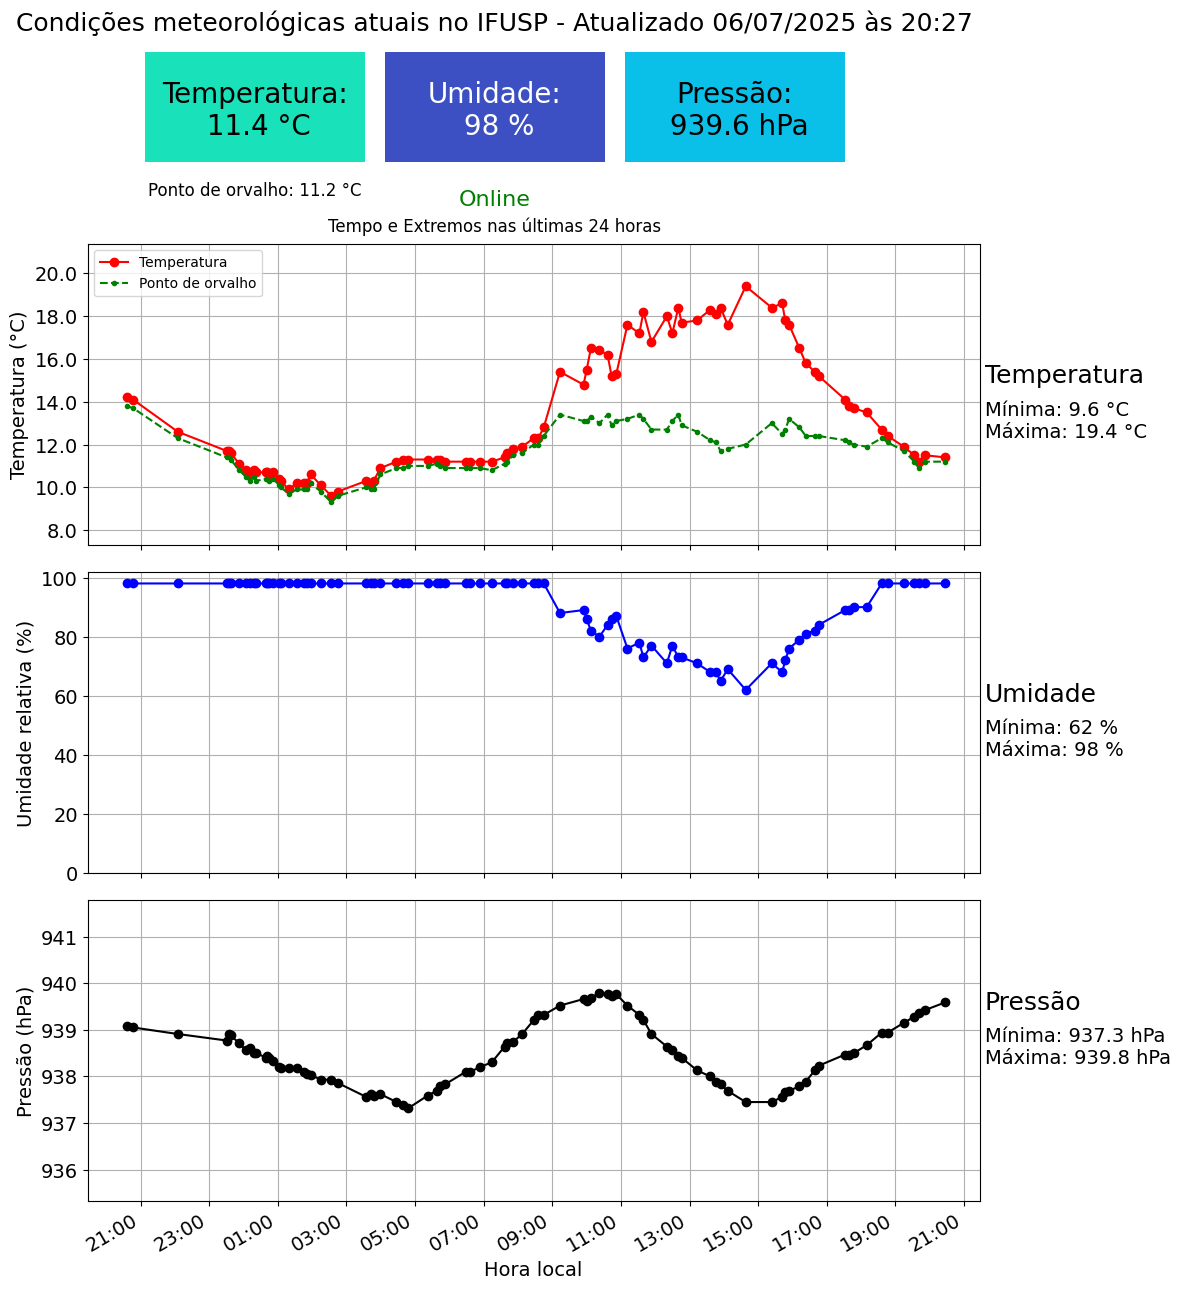 Condições meteorológicas atuais no IFUSP - Atualizado 06/07/2025 às 20:27
Temperatura:
11.4 °C
Umidade:
98 %
Pressão:
939.6 hPa
Ponto de orvalho: 11.2 °C
Online
Tempo e Extremos nas últimas 24 horas
Temperatura
Ponto de orvalho
Temperatura (°C)
20.0
18.0
16.0
14.0
12.0
10.0
8.0
Temperatura
Mínima: 9.6 °C
Máxima: 19.4 °C
Umidade relativa (%)
100
80
60
40
20
0
Umidade
Mínima: 62 %
Máxima: 98 %
Pressão (hPa)
941
940
939
938
937
936
Pressão
Mínima: 937.3 hPa
Máxima: 939.8 hPa
21:00 23:00 01:00 03:00 05:00 07:00 09:00 11:00 13:00 15:00 17:00 19:00 21:00
Hora local